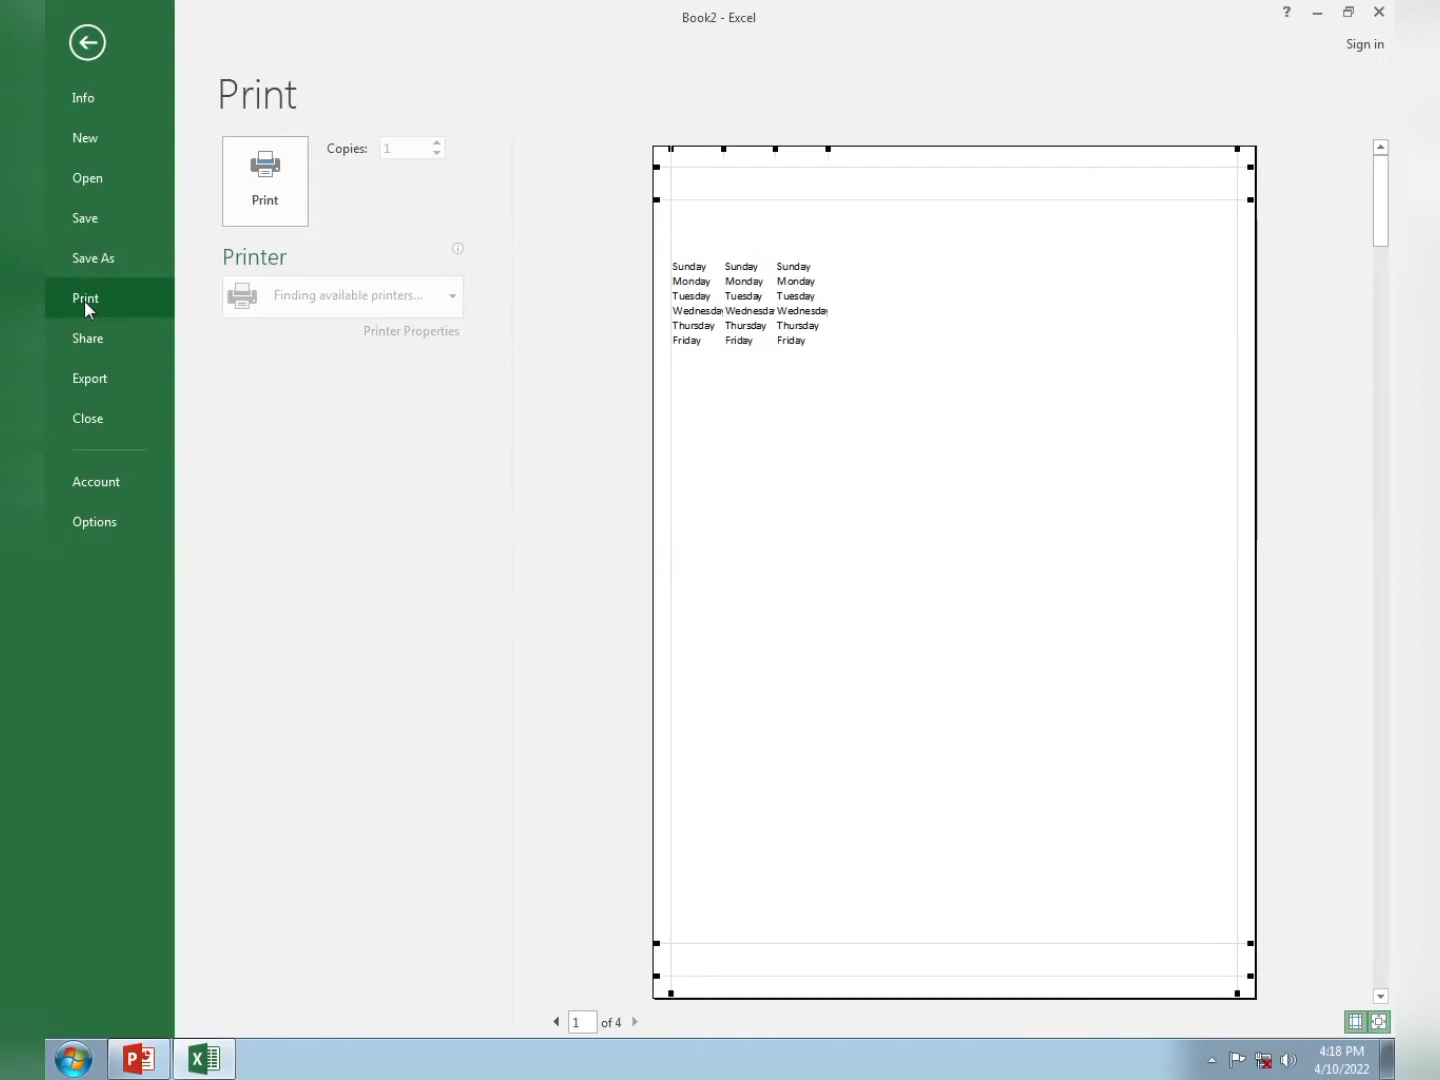 Book2 - Excel
?
Sign in
Info
New
Open
Save
Save As
Print
Share
Export
Close
Account
Options
Print
Print
Copies: 1
Printer
Finding available printers...
Printer Properties
Sunday Sunday Sunday
Monday Monday Monday
Tuesday Tuesday Tuesday
Wednesday Wednesda Wednesday
Thursday Thursday Thursday
Friday Friday Friday
1 of 4
4:18 PM
4/10/2022